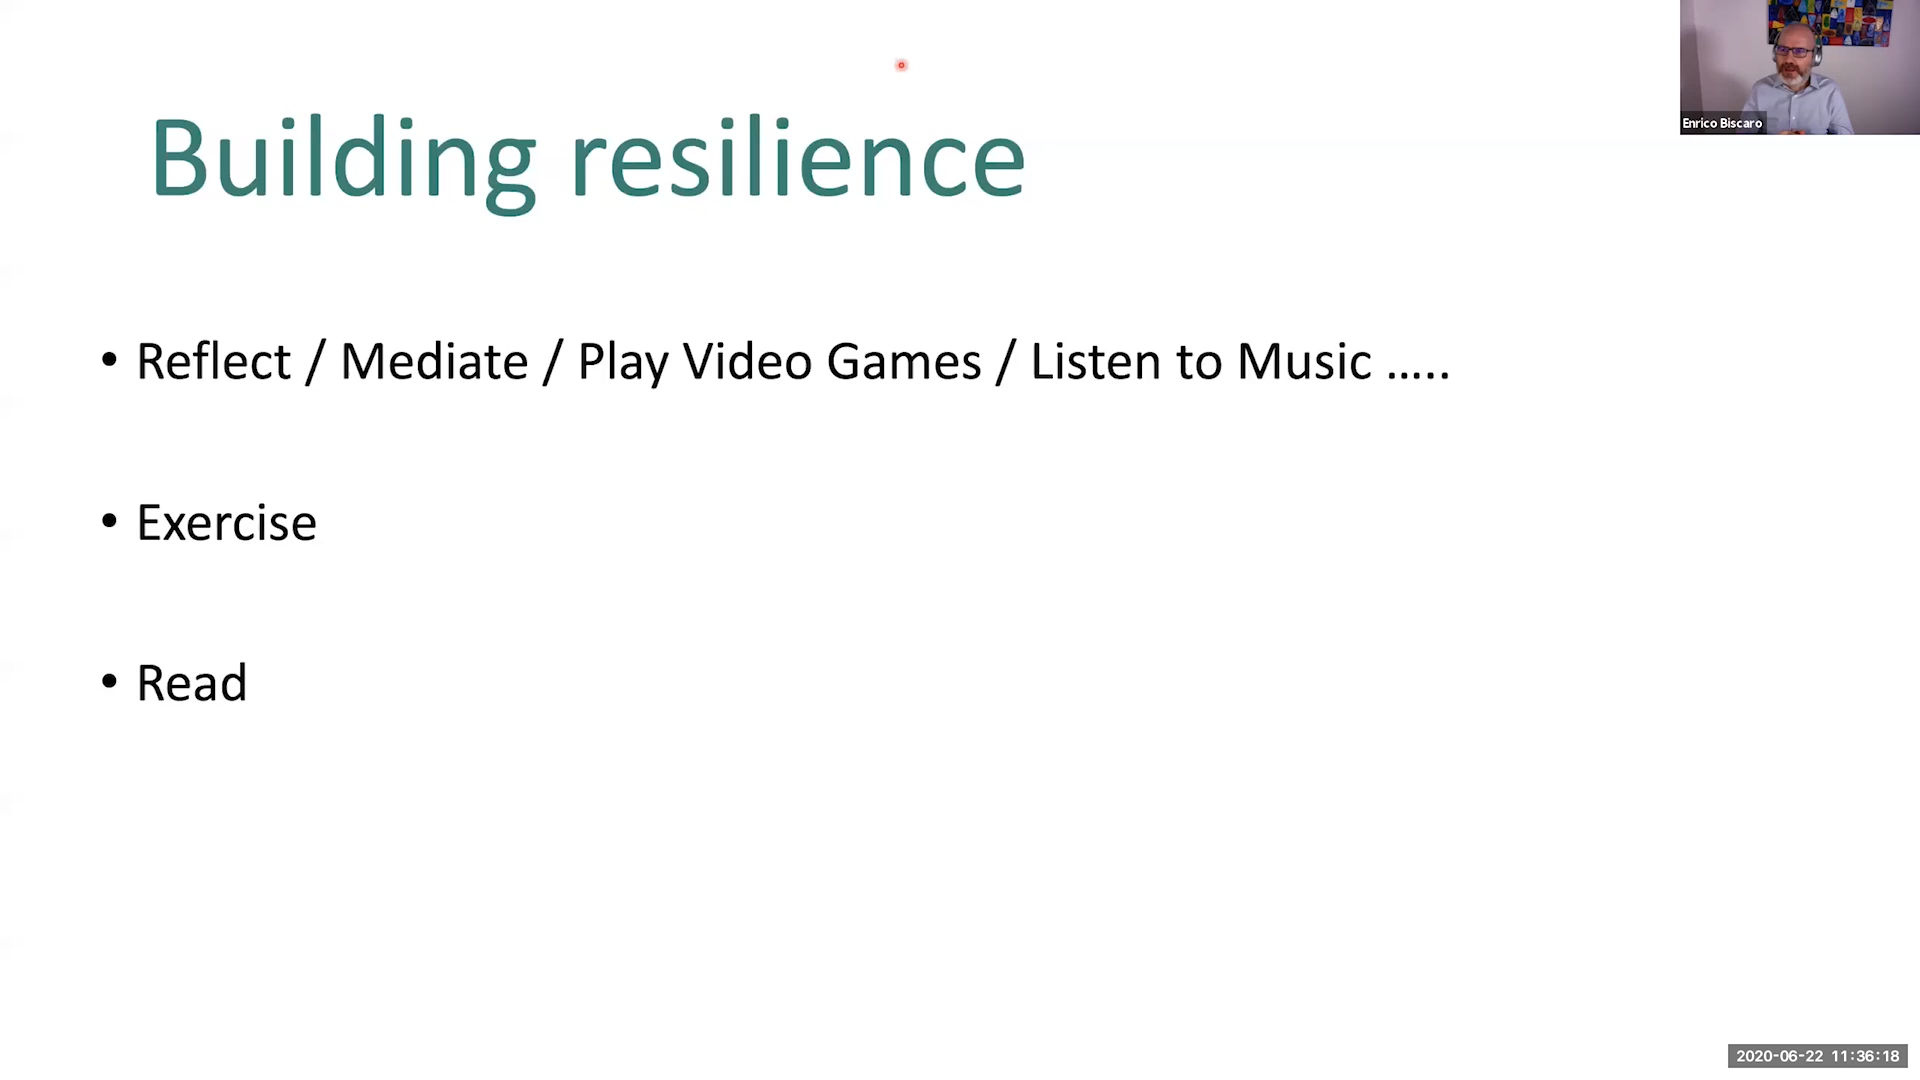 Enrico Biscaro
Building resilience
• Reflect / Mediate / Play Video Games / Listen to Music …..
• Exercise
• Read
2020-06-22 11:36:18